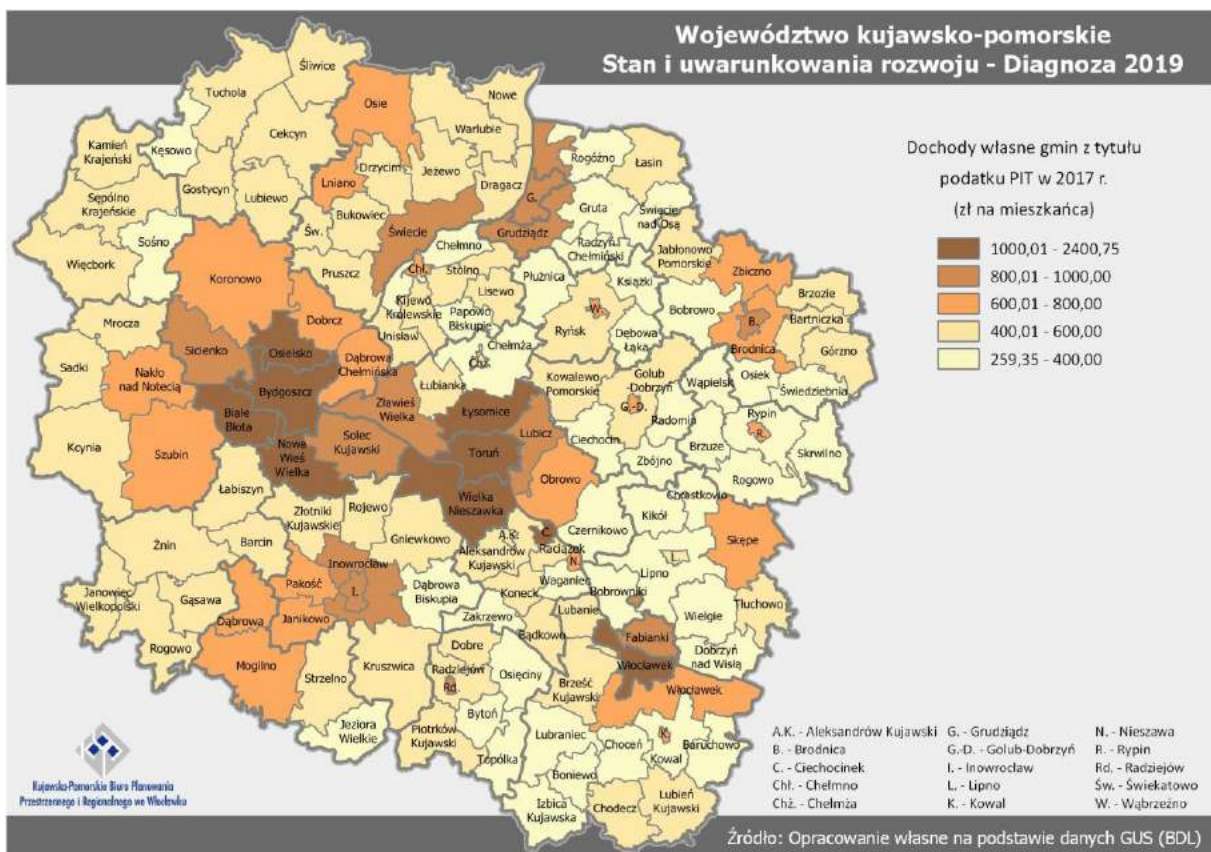 Województwo kujawsko-pomorskie
Stan i uwarunkowania rozwoju - Diagnoza 2019
Dochody własne gmin z tytułu
podatku PIT w 2017 r.
(zł na mieszkańca)
1000,01 - 2400,75
800,01 - 1000,00
600,01 - 800,00
400,01 - 600,00
259,35 - 400,00
Śliwice
Tuchola
Osie
Nowe
Warlubie
Cekcyn
Kęsowo
Kamień
Krajeński
Rogóźno
Łasin
Drzycim
Jeżewo
Dragacz
Lniano
Gostycyn
Lubiewo
Sępólno
Krajeńskie
Bukowiec
Św.
G.
Gruta
Świecie
nad Osą
Świecie
Grudziądz
Sośno
Więcbork
Pruszcz
Chełmno
Radzyń
Chełmiński
Jabłonowo
Pomorskie
Zbiczno
Koronowo
Chł.
Stolno
Płużnica
Książki
Brzozie
Bartniczka
Kijewo
Królewskie
Lisewo
Bobrowo
B.
Mrocza
Dobrcz
Papowo
Biskupie
W.
Ryńsk
Unisław
Dębowa
Łąka
Brodnica
Górzno
Sicienko
Osielsko
Dąbrowa
Chełmińska
Chełmża
Chż.
Sadki
Nakło
nad Notecią
Łubianka
Kowalewo
Pomorskie
Golub
Dobrzyń
Wąpielsk
Osiek
Świedziebnia
Bydgoszcz
Zławieś
Wielka
G.-D.
Białe
Błota
Łysomice
Radomin
Rypin
R.
Kcynia
Szubin
Nowa
Wieś
Wielka
Solec
Kujawski
Toruń
Lubicz
Ciechocin
Zbójno
Brzuze
Skrwilno
Rogowo
Łabiszyn
Wielka
Nieszawka
Obrowo
Chrostkowo
Złotniki
Kujawskie
Rojewo
Czernikowo
Kikół
Żnin
Barcin
Gniewkowo
A.K.
C.
Raciążek
Aleksandrów
Kujawski
N.
Skępe
L.
Inowrocław
Pakość
I.
Waganiec
Lipno
Janowiec
Wielkopolski
Gąsawa
Dąbrowa
Biskupia
Koneck
Bobrowniki
Dąbrowa
Janikowo
Zakrzewo
Lubanie
Wielgie
Tłuchowo
Bądkowo
Fabianki
Rogowo
Mogilno
Strzelno
Kruszwica
Dobre
Włocławek
Dobrzyń
nad Wisłą
Radziejów
Rd.
Osięciny
Brześć
Kujawski
Włocławek
Jeziora
Wielkie
Piotrków
Kujawski
Bytoń
Lubraniec
Choceń
K.
Kowal
Baruchowo
Topólka
Boniewo
Izbica
Kujawska
Chodecz
Lubień
Kujawski
A.K. - Aleksandrów Kujawski
B. - Brodnica
C. - Ciechocinek
Chł. - Chełmno
Chż. - Chełmża
G. - Grudziądz
G.-D. - Golub-Dobrzyń
I. - Inowrocław
L. - Lipno
K. - Kowal
N. - Nieszawa
R. - Rypin
Rd. - Radziejów
Św. - Świekatowo
W. - Wąbrzeźno
Kujawsko-Pomorskie Biuro Planowania
Przestrzennego i Regionalnego we Włocławku
Źródło: Opracowanie własne na podstawie danych GUS (BDL)